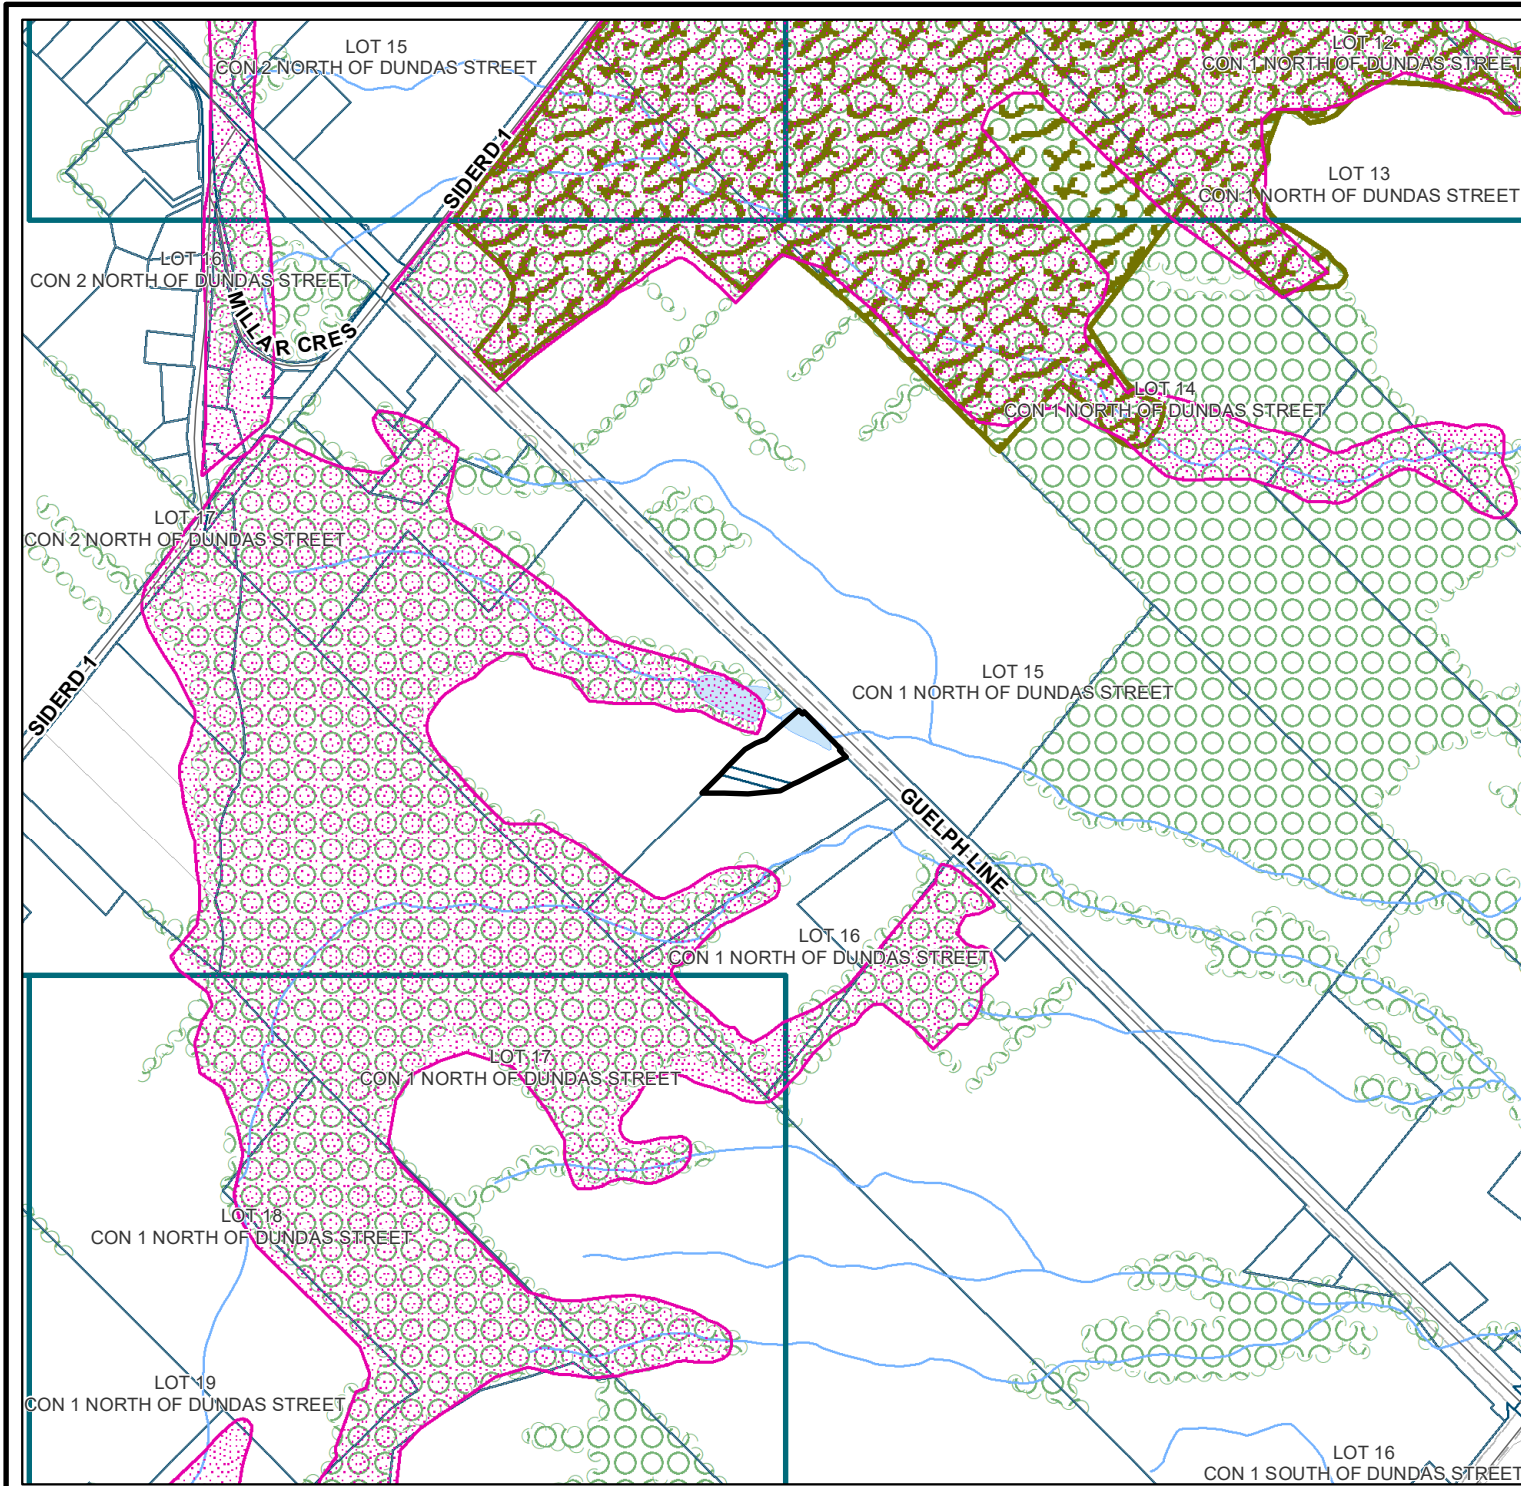 LOT 15
CON 2 NORTH OF DUNDAS STREET
LOT 12
CON 1 NORTH OF DUNDAS STREET
SIDERD 1
LOT 13
CON 1 NORTH OF DUNDAS STREET
LOT 16
CON 2 NORTH OF DUNDAS STREET
MILLAR CRES
LOT 14
CON 1 NORTH OF DUNDAS STREET
LOT 17
CON 2 NORTH OF DUNDAS STREET
SIDERD 1
LOT 15
CON 1 NORTH OF DUNDAS STREET
GUELPH LINE
LOT 16
CON 1 NORTH OF DUNDAS STREET
LOT 17
CON 1 NORTH OF DUNDAS STREET
LOT 18
CON 1 NORTH OF DUNDAS STREET
LOT 19
CON 1 NORTH OF DUNDAS STREET
LOT 16
CON 1 SOUTH OF DUNDAS STREET